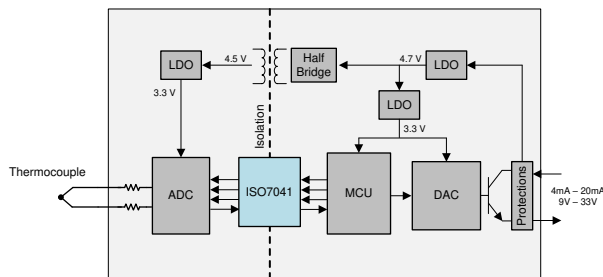 LDO
4.5 V
Half
Bridge
4.7 V
LDO
3.3 V
LDO
3.3 V
Isolation
Thermocouple
ADC
ISO7041
MCU
DAC
Protections
4mA – 20mA
9V – 33V